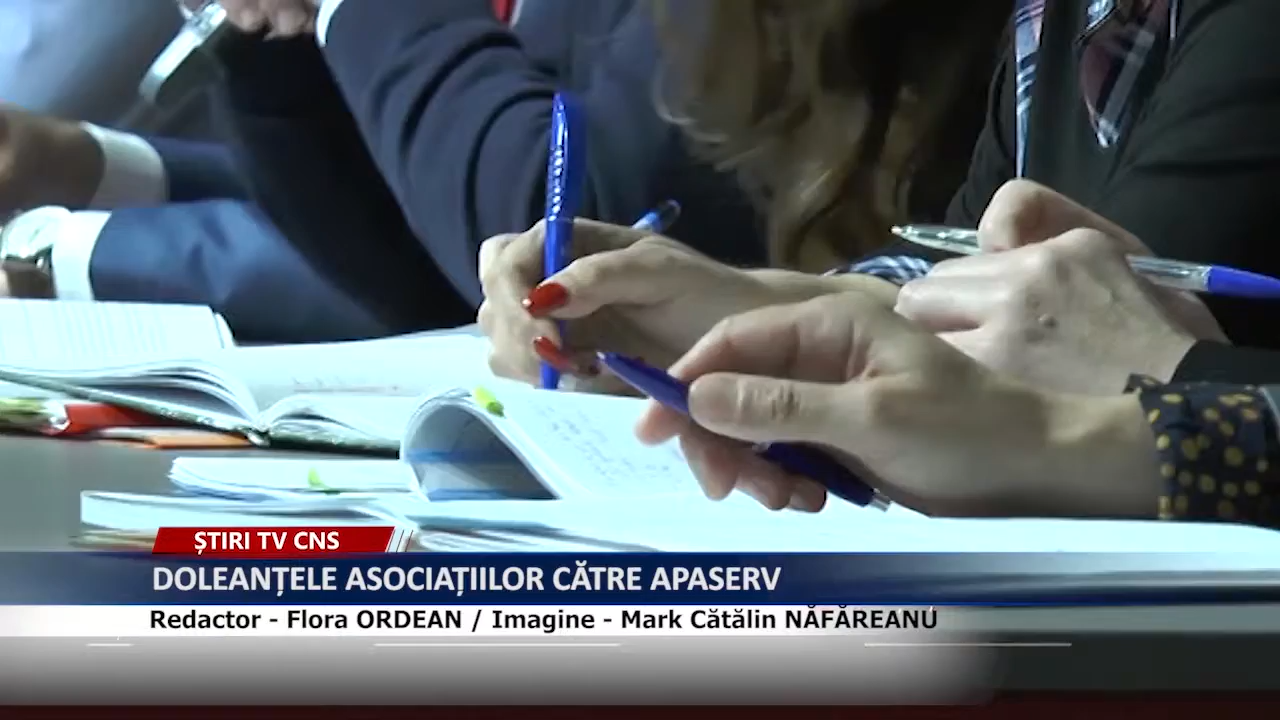 ȘTIRI TV CNS
DOLEANȚELE ASOCIAȚIILOR CĂTRE APASERV
Redactor - Flora ORDEAN / Imagine - Mark Cătălin NĂFĂREANU